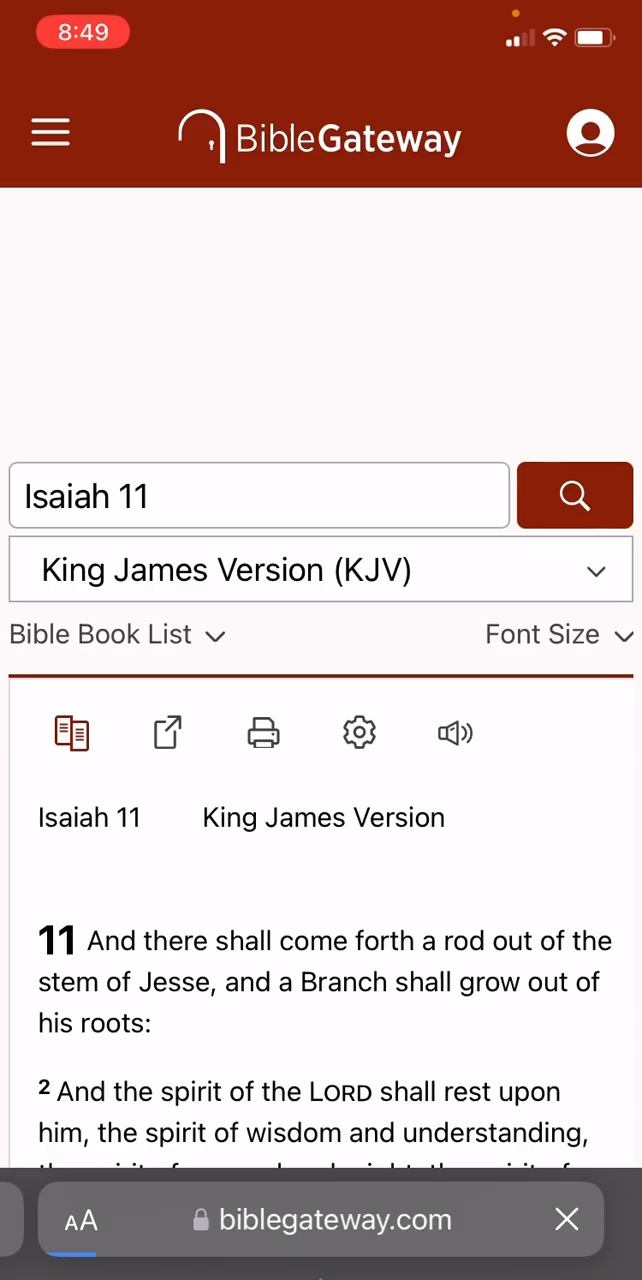 8:49
BibleGateway
Isaiah 11
King James Version (KJV)
Bible Book List
Font Size
Isaiah 11 King James Version
11 And there shall come forth a rod out of the
stem of Jesse, and a Branch shall grow out of
his roots:
2 And the spirit of the LORD shall rest upon
him, the spirit of wisdom and understanding,
AA biblegateway.com